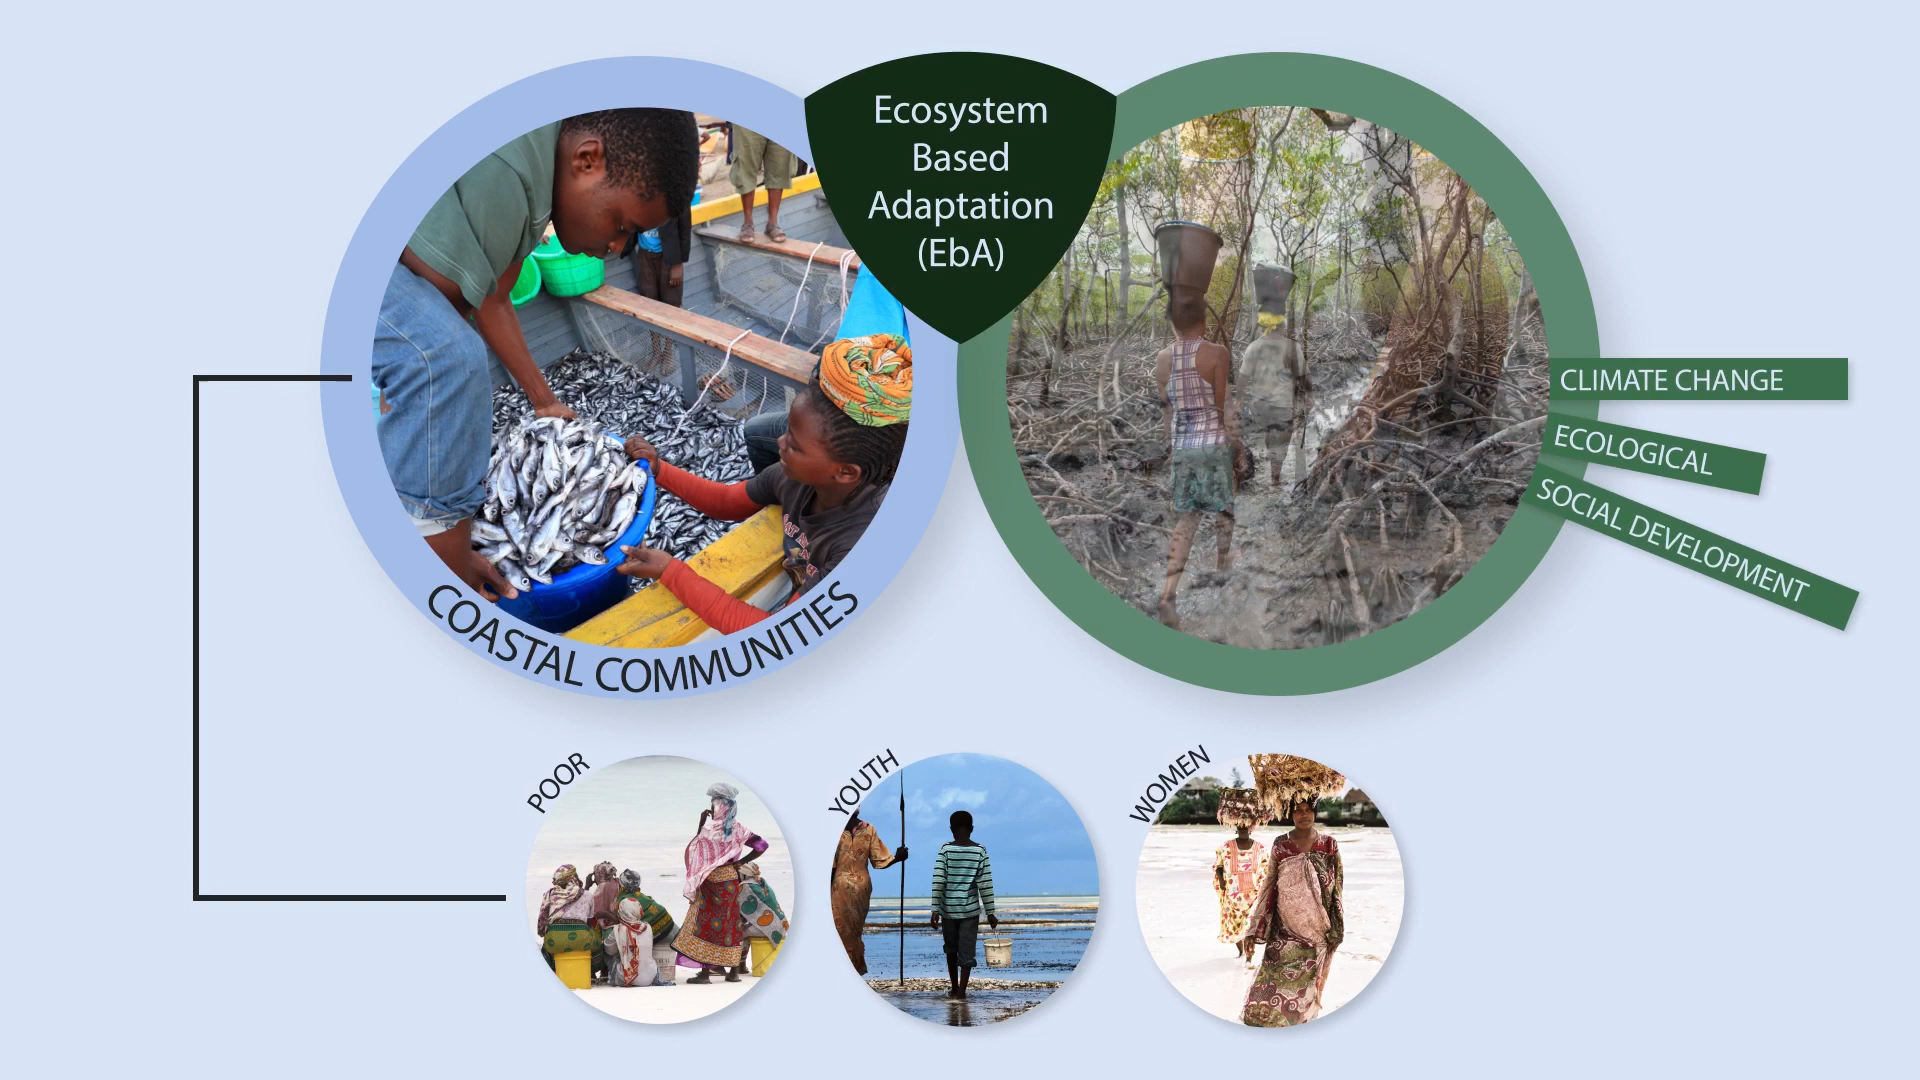 Ecosystem
Based
Adaptation
(EbA)
CLIMATE CHANGE
ECOLOGICAL
SOCIAL DEVELOPMENT
COASTAL COMMUNITIES
POOR
YOUTH
WOMEN